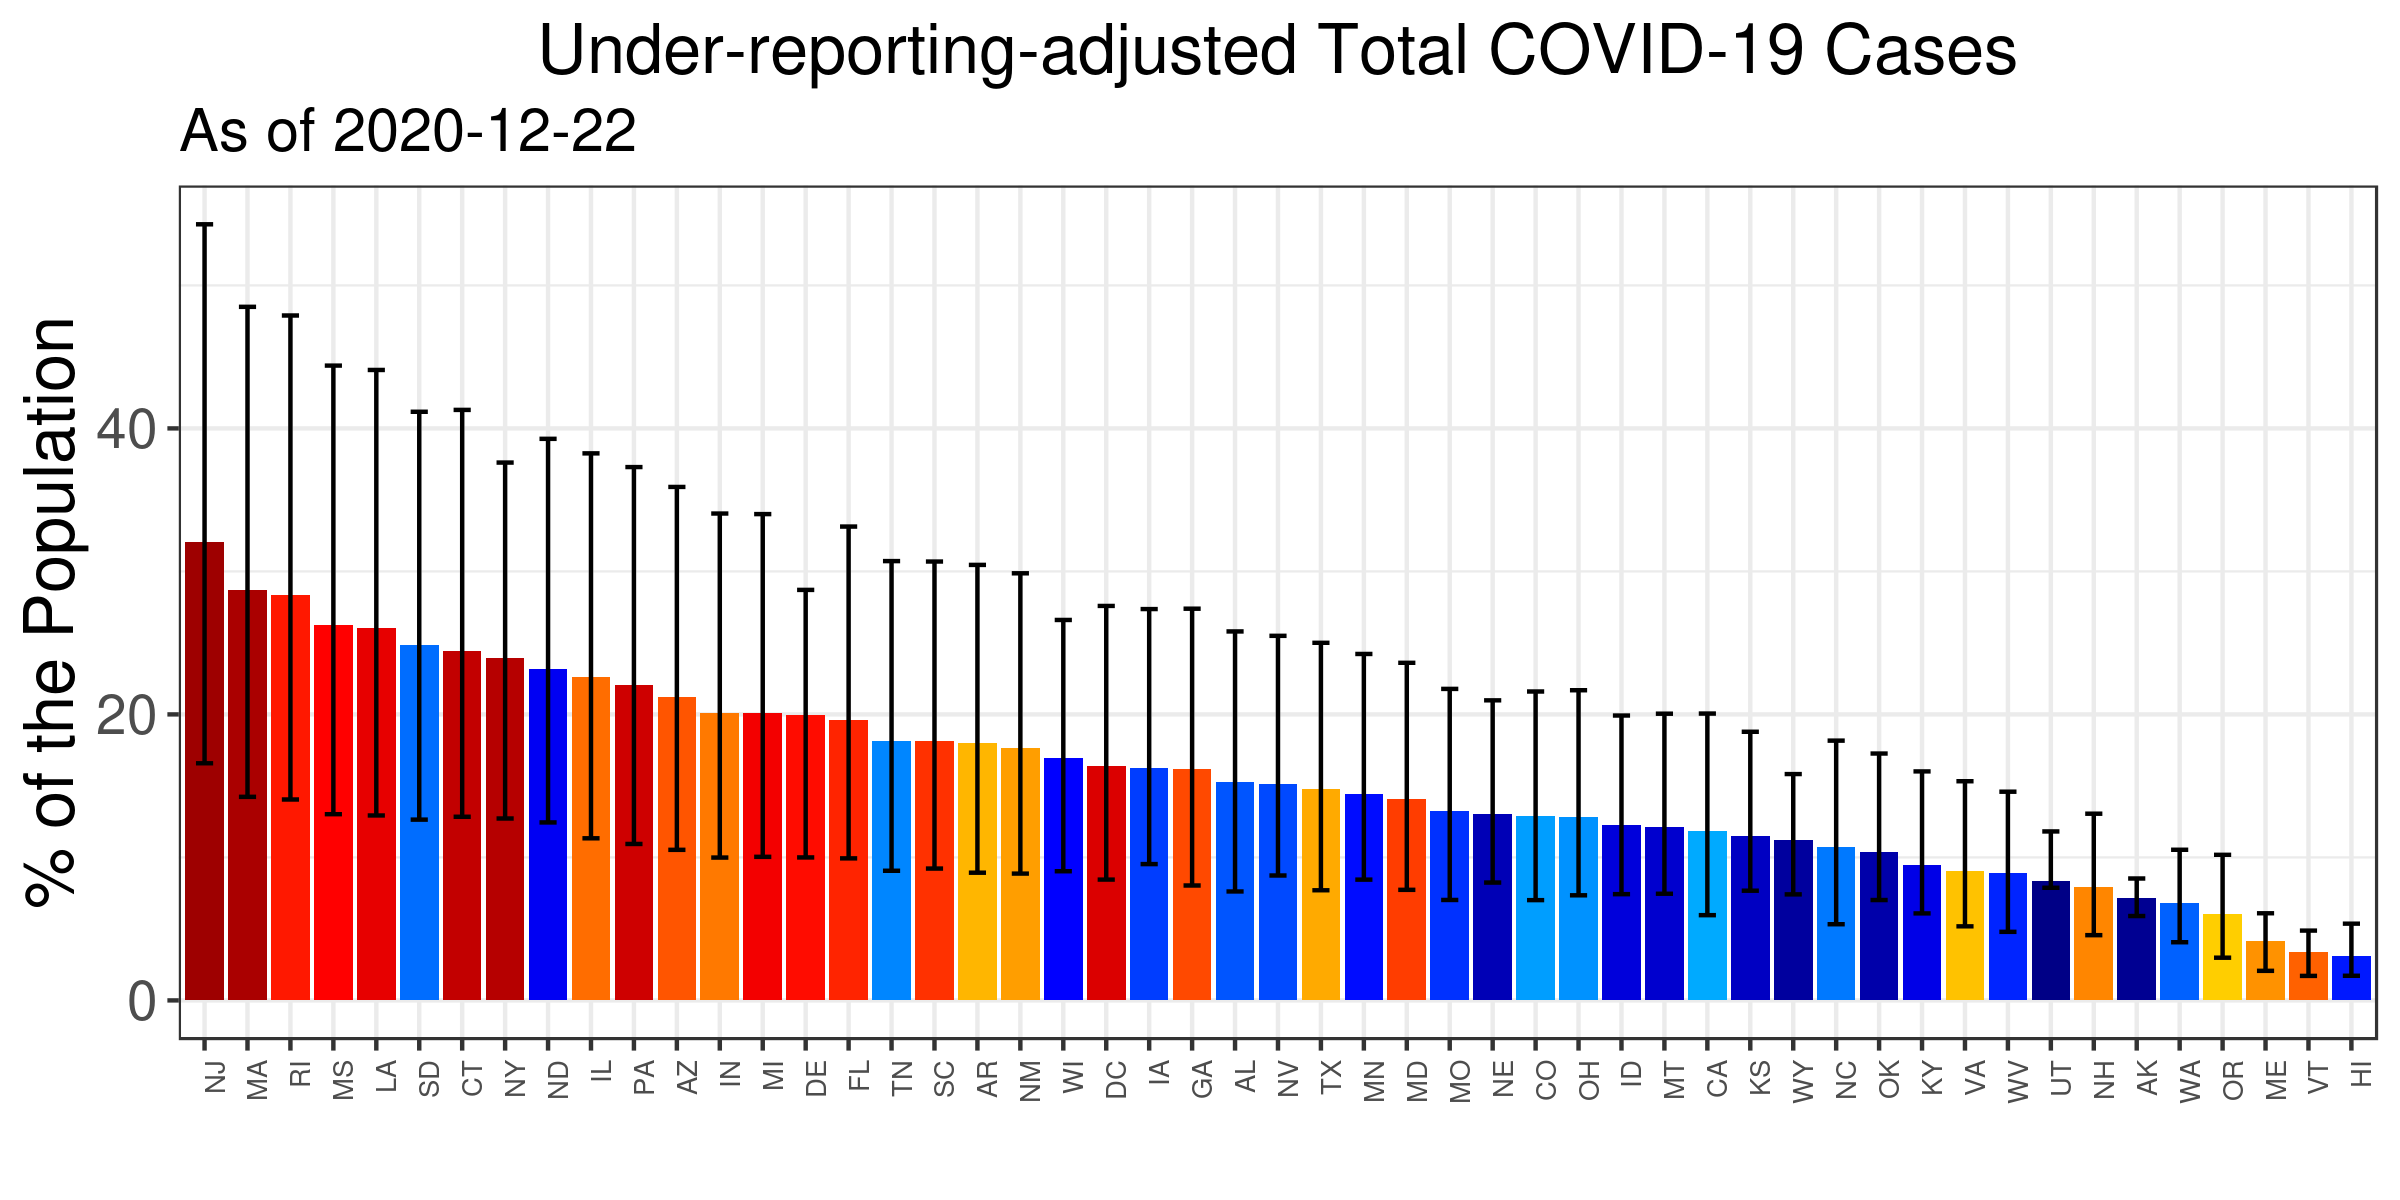 Under-reporting-adjusted Total COVID-19 Cases
As of 2020-12-22
% of the Population
40
20
0
NJ MA RI MS LA SD CT NY ND IL PA AZ IN MI DE FL TN SC AR NM WI DC IA GA AL NV TX MN MD MO NE CO OH ID MT CA KS WY NC OK KY VA WV UT NH AK WA OR ME VT HI